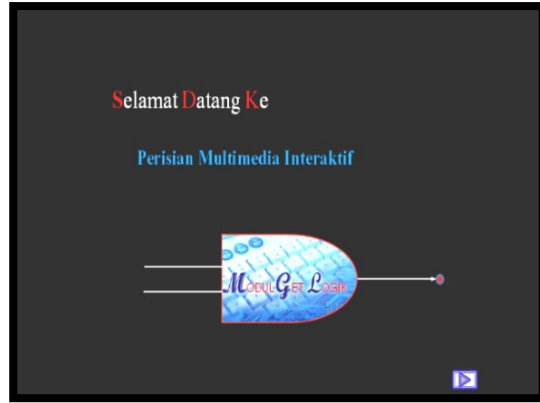 Selamat Datang Ke
Perisian Multimedia Interaktif
MODUL GET LOGIK